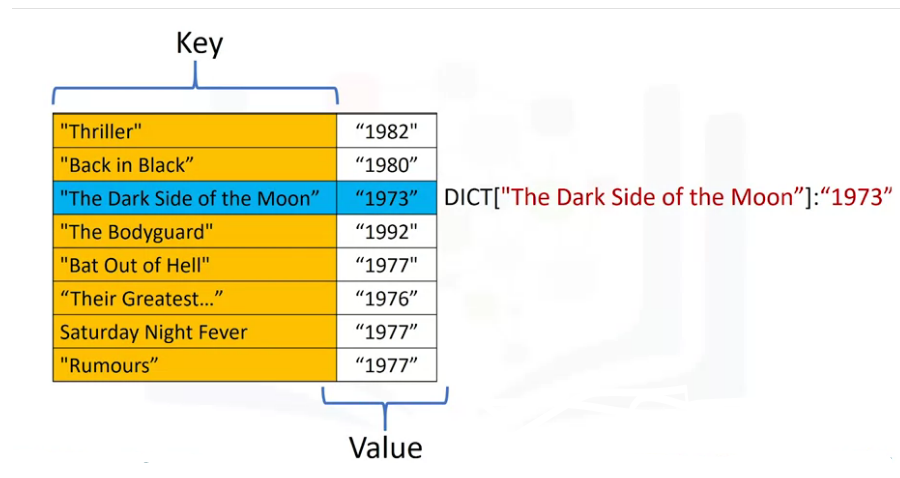 Key
"Thriller" “1982"
"Back in Black” “1980”
"The Dark Side of the Moon” “1973” DICT["The Dark Side of the Moon”]:“1973”
"The Bodyguard" “1992"
"Bat Out of Hell" “1977"
“Their Greatest...” “1976”
Saturday Night Fever “1977”
"Rumours” “1977”
Value